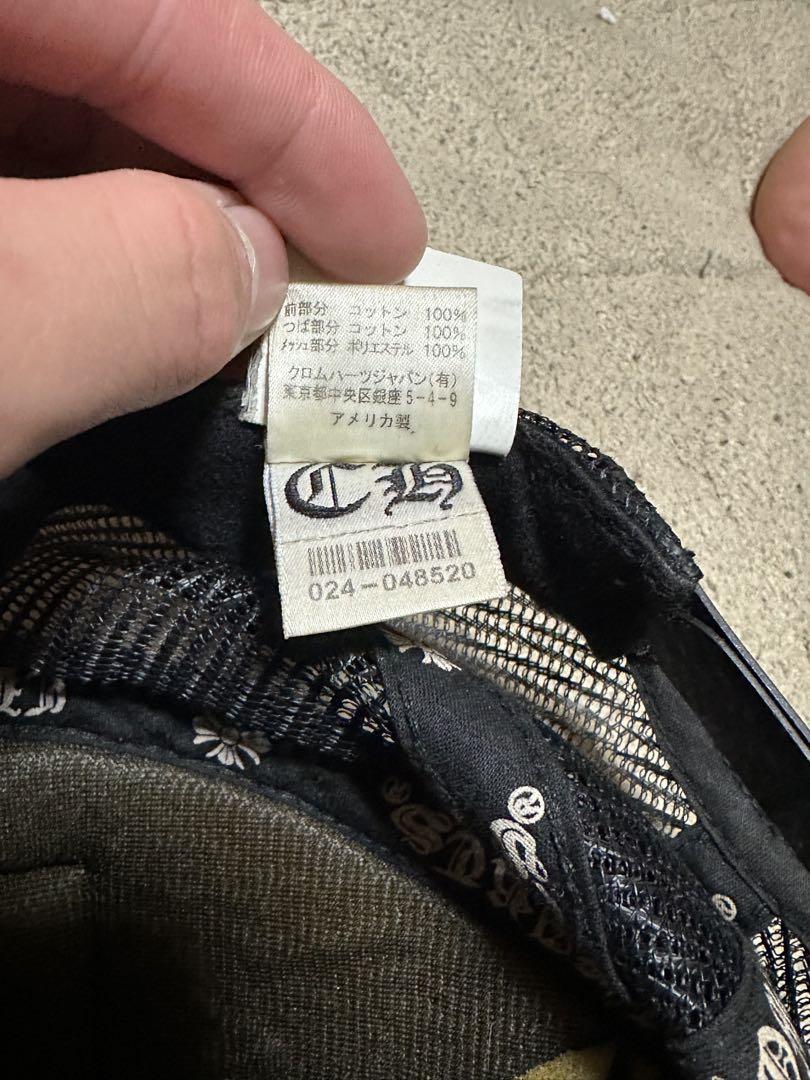 前部分 コットン 100%
つば部分 コットン 100%
メッシュ部分 ポリエステル 100%
クロムハーツジャパン(有)
東京都中央区銀座5-4-9
アメリカ製
CH
024-048520
CH
®
®